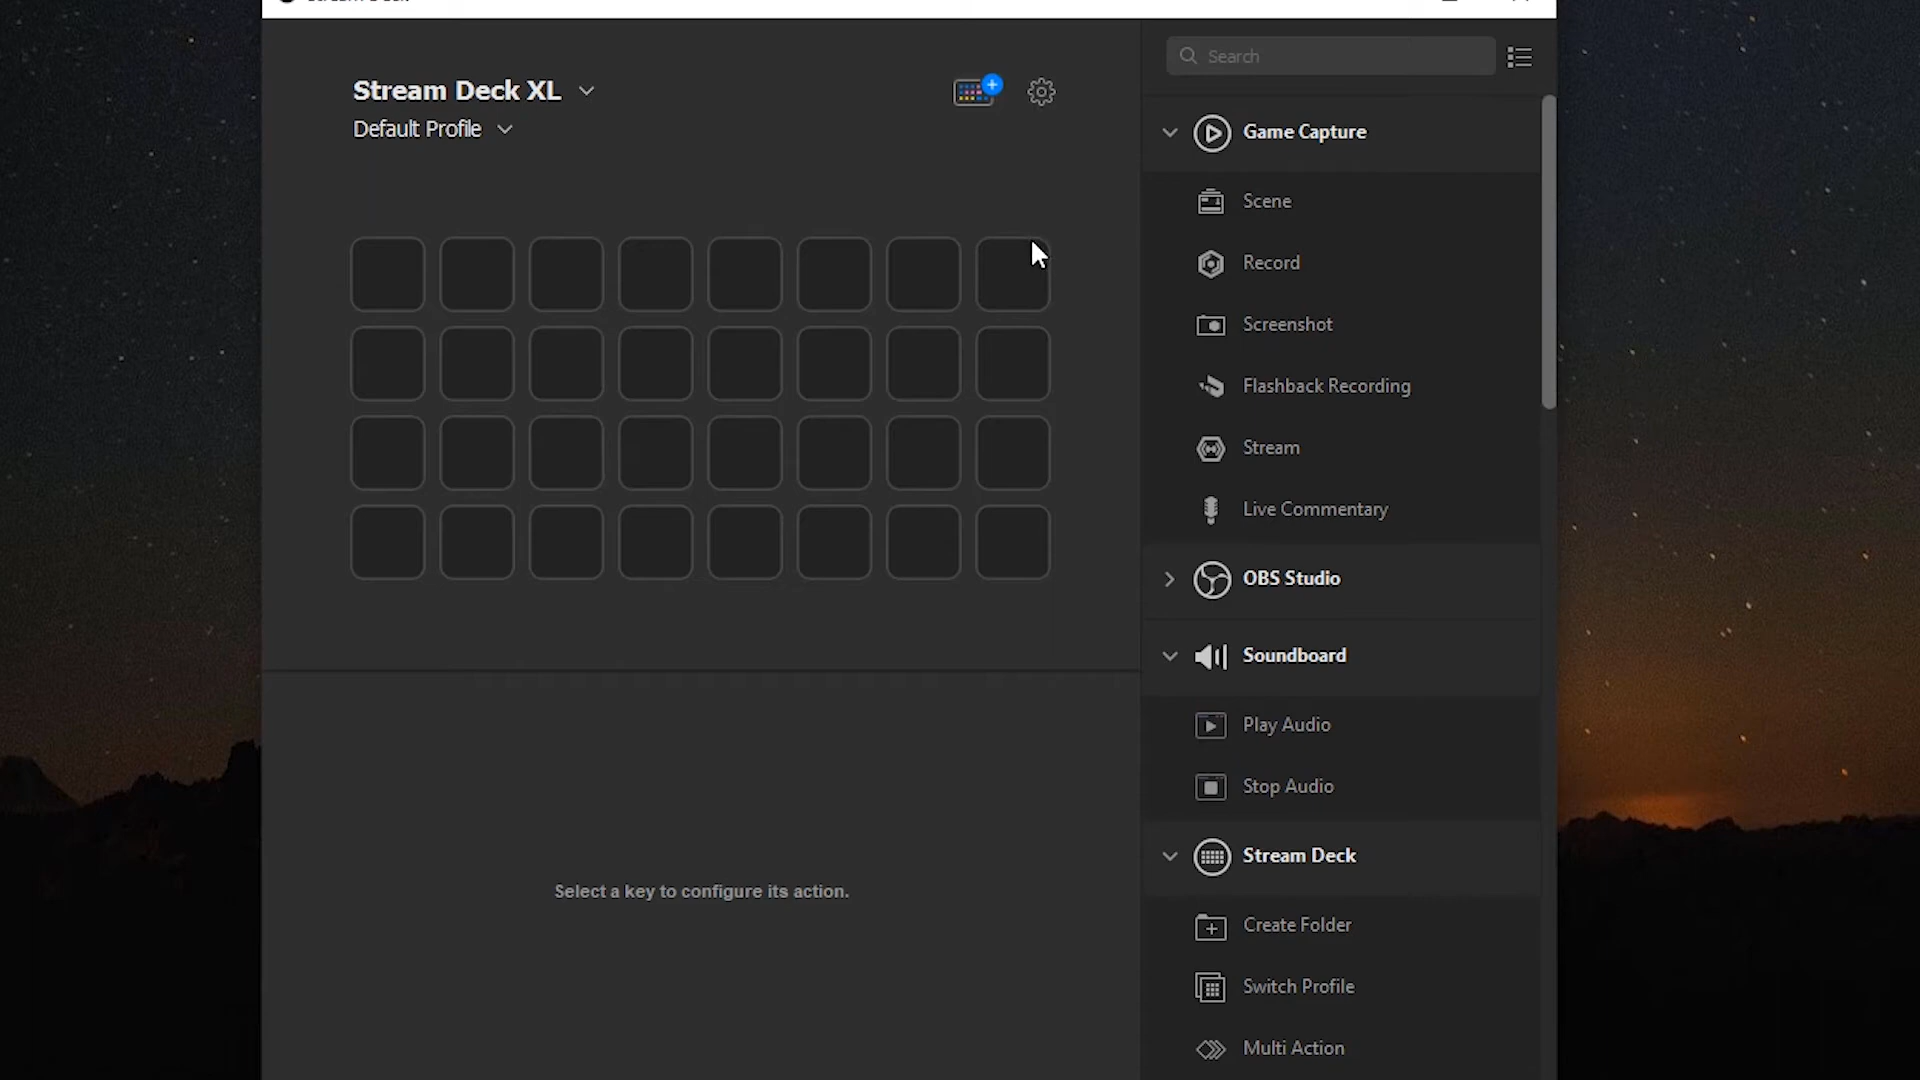 Stream Deck XL
Default Profile
Select a key to configure its action.
Search
Game Capture
Scene
Record
Screenshot
Flashback Recording
Stream
Live Commentary
OBS Studio
Soundboard
Play Audio
Stop Audio
Stream Deck
Create Folder
Switch Profile
Multi Action